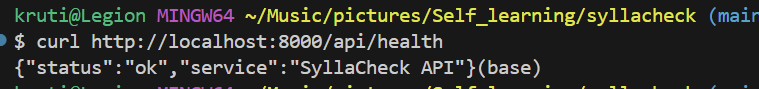 kruti@Legion MINGW64 ~/Music/pictures/Self_learning/syllacheck (main
$ curl http://localhost:8000/api/health
{"status":"ok","service":"SyllaCheck API"}(base)